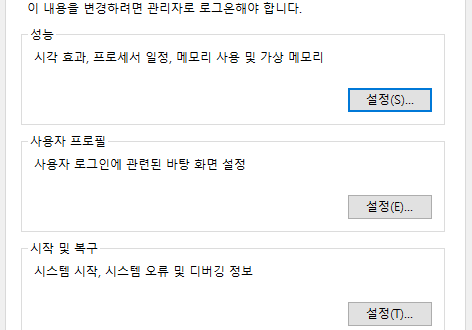 이 내용을 변경하려면 관리자로 로그온해야 합니다.
성능
시각 효과, 프로세서 일정, 메모리 사용 및 가상 메모리
설정(S)...
사용자 프로필
사용자 로그인에 관련된 바탕 화면 설정
설정(E)...
시작 및 복구
시스템 시작, 시스템 오류 및 디버깅 정보
설정(T)...